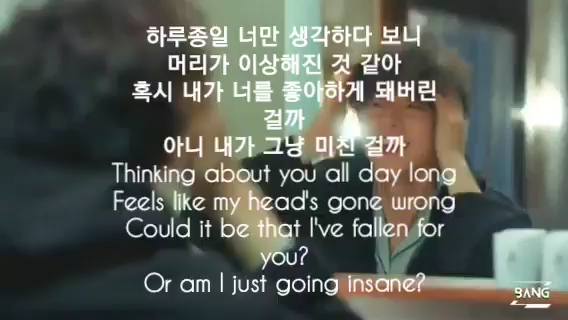 하루종일 너만 생각하다 보니
머리가 이상해진 것 같아
혹시 내가 너를 좋아하게 돼버린
걸까
아니 내가 그냥 미친 걸까
Thinking about you all day long
Feels like my head's gone wrong
Could it be that I've fallen for
you?
Or am I just going insane?
BANG